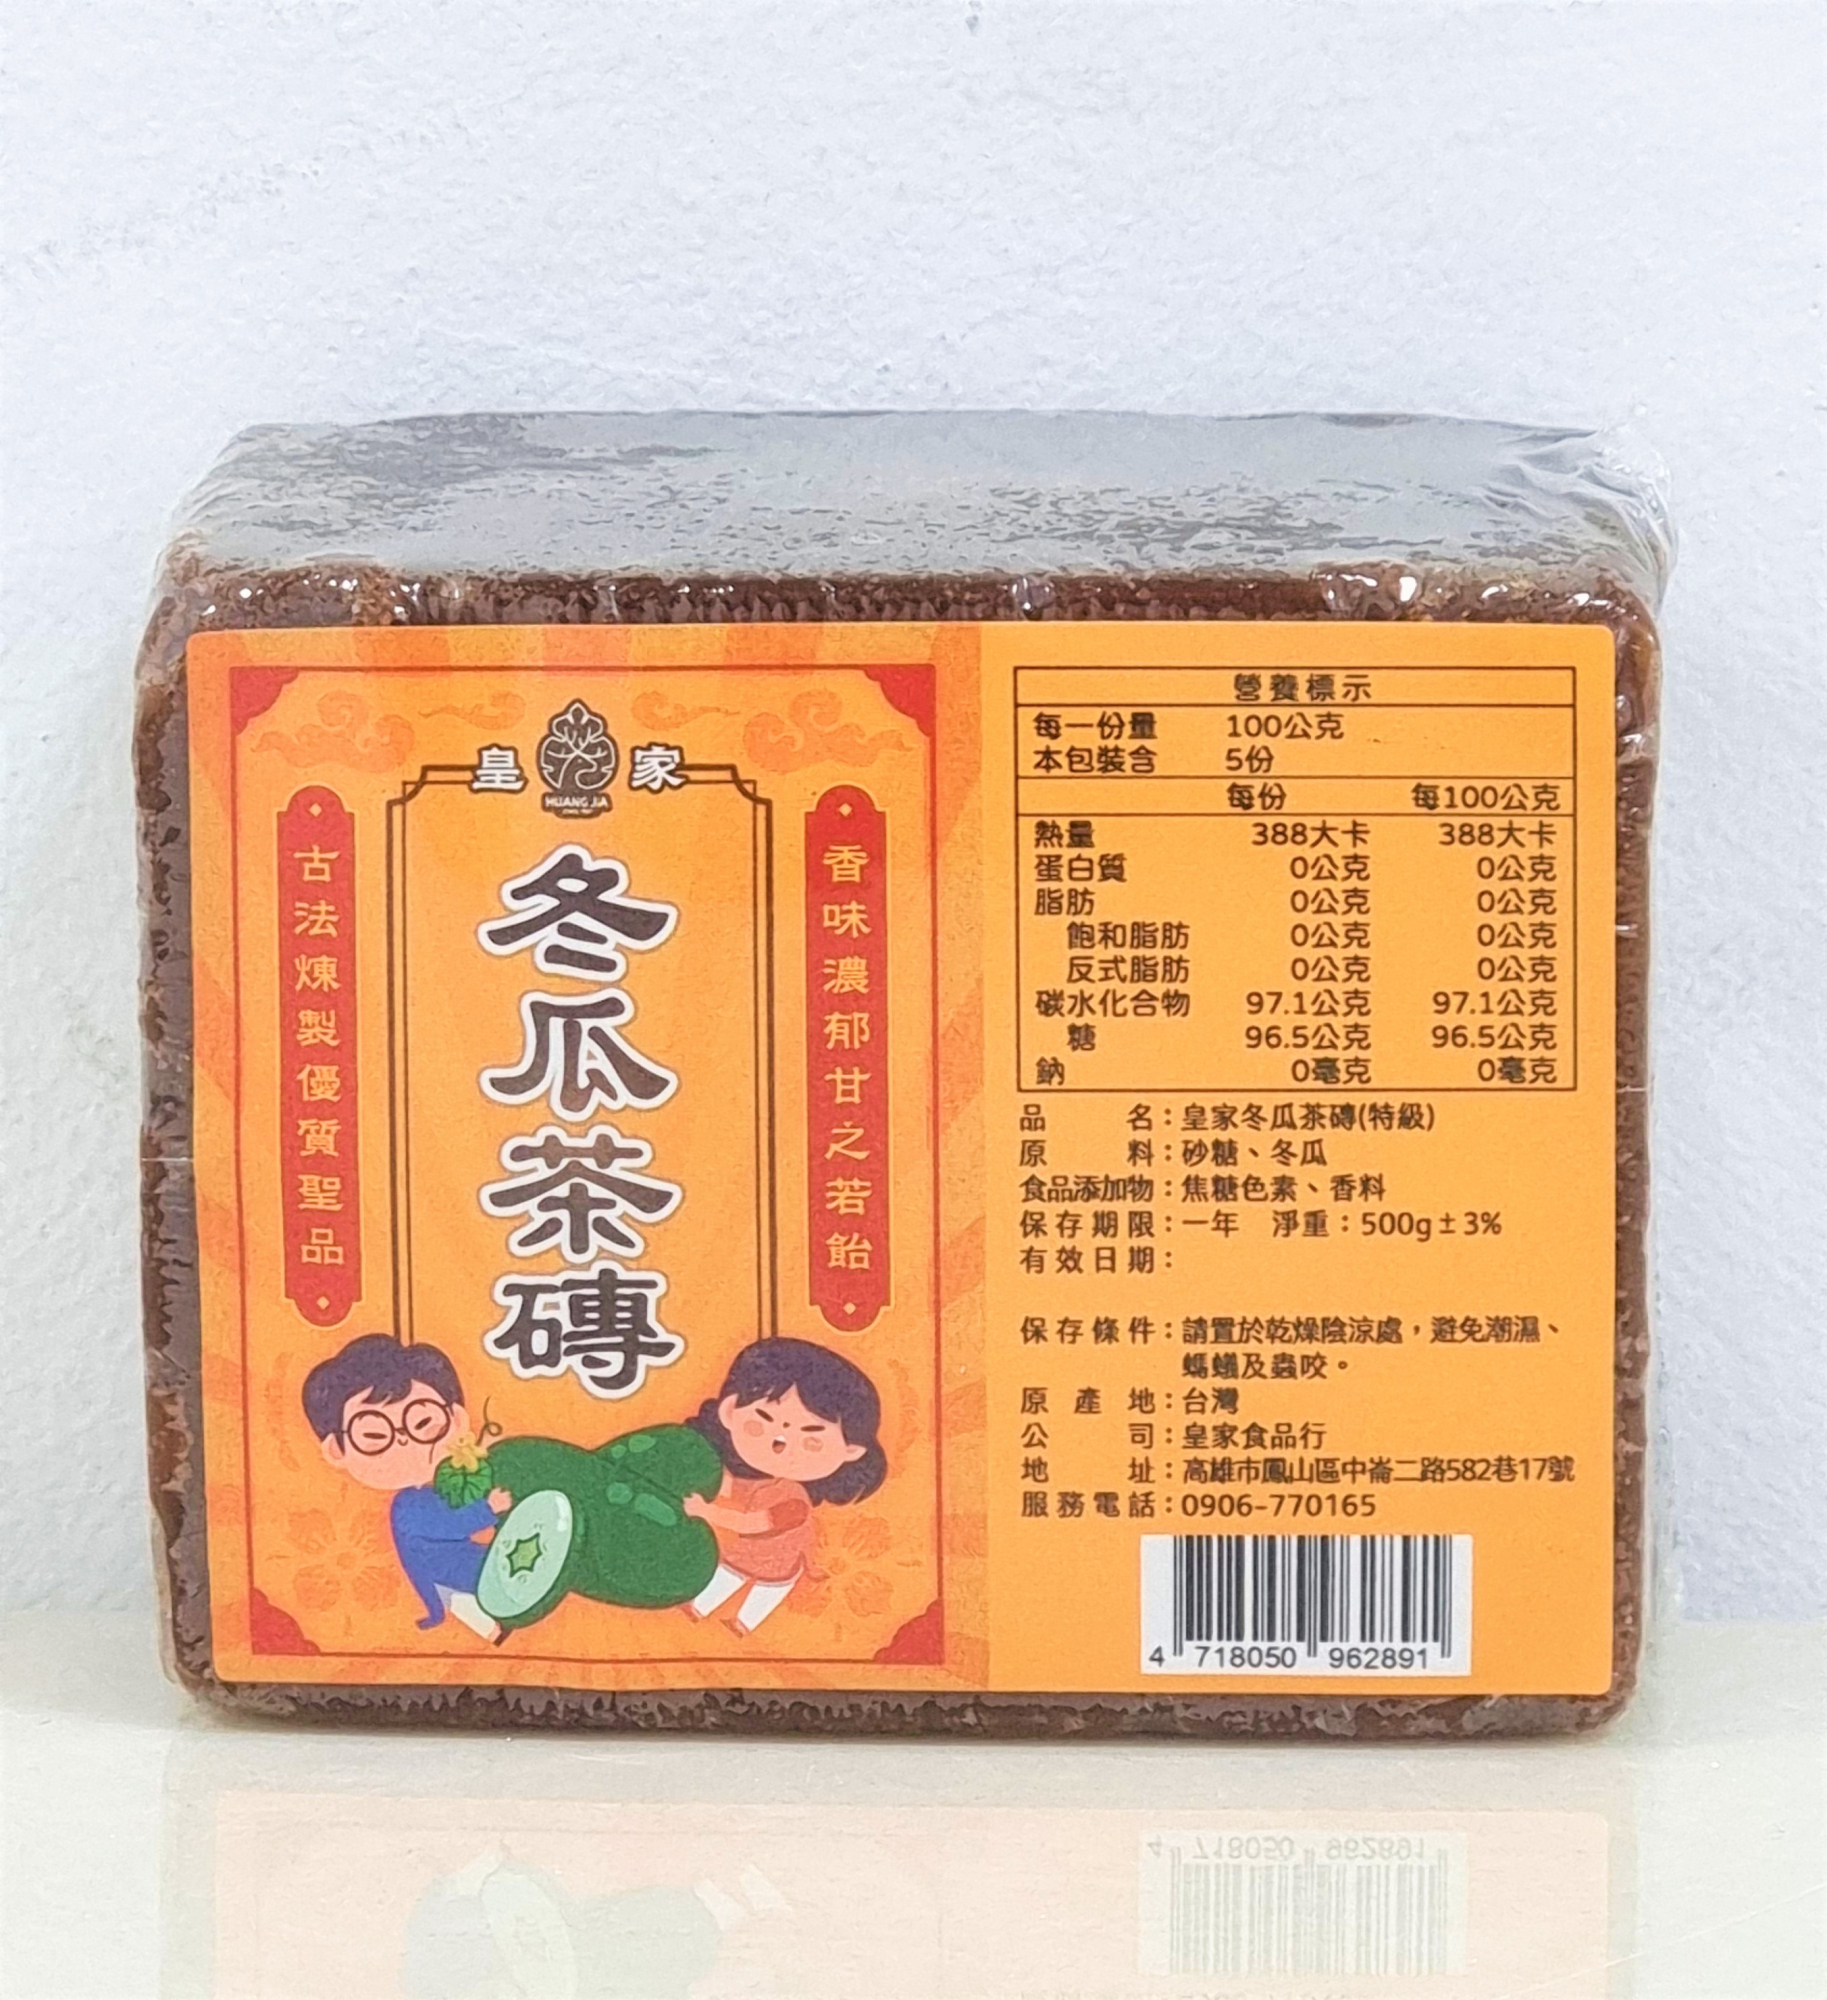 皇家
HUANG JIA
冬瓜茶磚
香味濃郁甘之若飴
古法煉製優質聖品
營養標示
每一份量 100公克
本包裝含 5份
每份 每100公克
熱量 388大卡 388大卡
蛋白質 0公克 0公克
脂肪 0公克 0公克
飽和脂肪 0公克 0公克
反式脂肪 0公克 0公克
碳水化合物 97.1公克 97.1公克
糖 96.5公克 96.5公克
鈉 0毫克 0毫克
品名：皇家冬瓜茶磚(特級)
原料：砂糖、冬瓜
食品添加物：焦糖色素、香料
保存期限：一年 淨重：500g±3%
有效日期：
保存條件：請置於乾燥陰涼處，避免潮濕、
螞蟻及蟲咬。
原產地：台灣
公司：皇家食品行
地址：高雄市鳳山區中崙二路582巷17號
服務電話：0906-770165
4 718050 962891